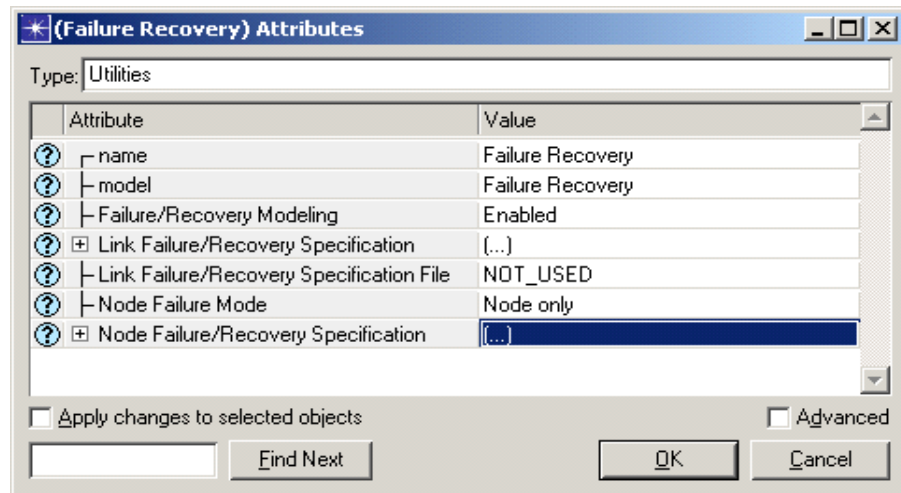 (Failure Recovery) Attributes
Type: Utilities
Attribute Value
? name Failure Recovery
? model Failure Recovery
? Failure/Recovery Modeling Enabled
? + Link Failure/Recovery Specification (...)
? Link Failure/Recovery Specification File NOT_USED
? Node Failure Mode Node only
? + Node Failure/Recovery Specification (...)
Apply changes to selected objects Advanced
Find Next OK Cancel